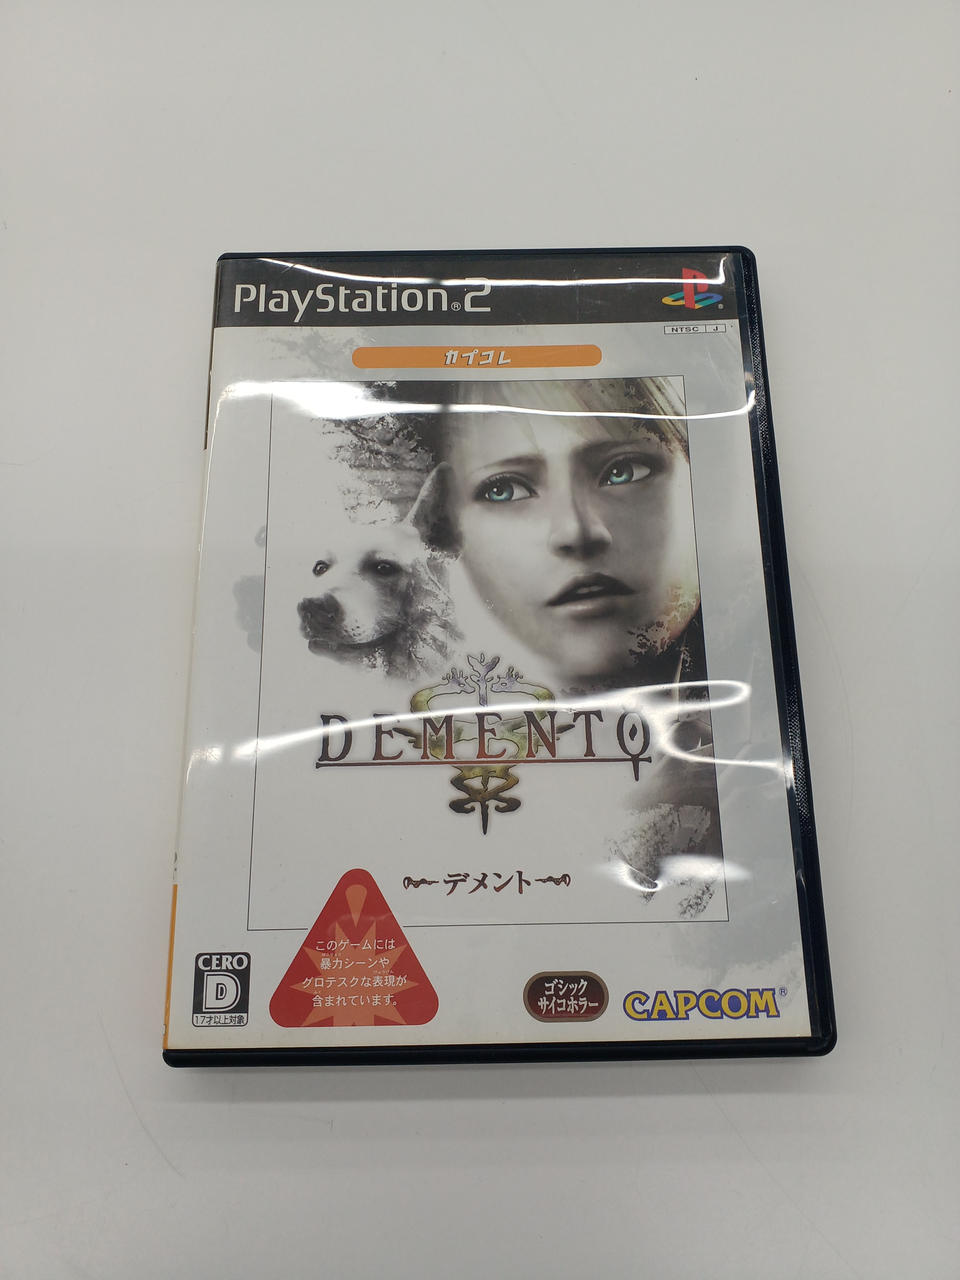 PlayStation®2
NTSC J
カプコレ
DEMENTO
デメント
このゲームには
暴力シーンや
グロテスクな表現が
含まれています。
CERO
D
17才以上対象
ゴシック
サイコホラー
CAPCOM®